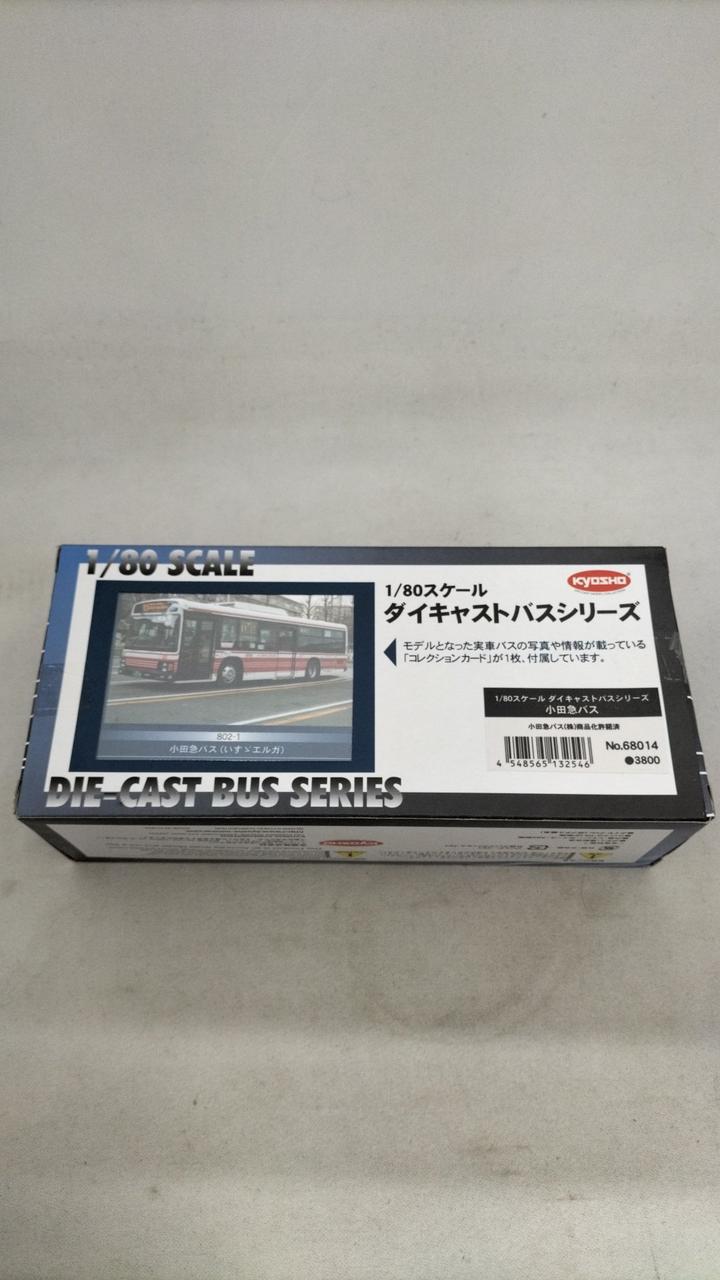 1/80 SCALE
KYOSHO
1/80スケール
ダイキャストバスシリーズ
モデルとなった実車バスの写真や情報が載っている
「コレクションカード」が1枚、付属しています。
802-1
小田急バス(いすゞエルガ)
1/80スケール ダイキャストバスシリーズ
小田急バス
小田急バス(株)商品化許諾済
No.68014
●3800
4 548565 132546
DIE-CAST BUS SERIES
KYOSHO